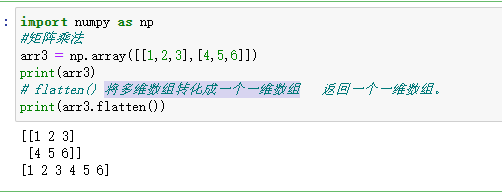 : import numpy as np
#矩阵乘法
arr3 = np.array([[1,2,3],[4,5,6]])
print(arr3)
# flatten() 将多维数组转化成一个一维数组   返回一个一维数组。
print(arr3.flatten())
[[1 2 3]
 [4 5 6]]
[1 2 3 4 5 6]